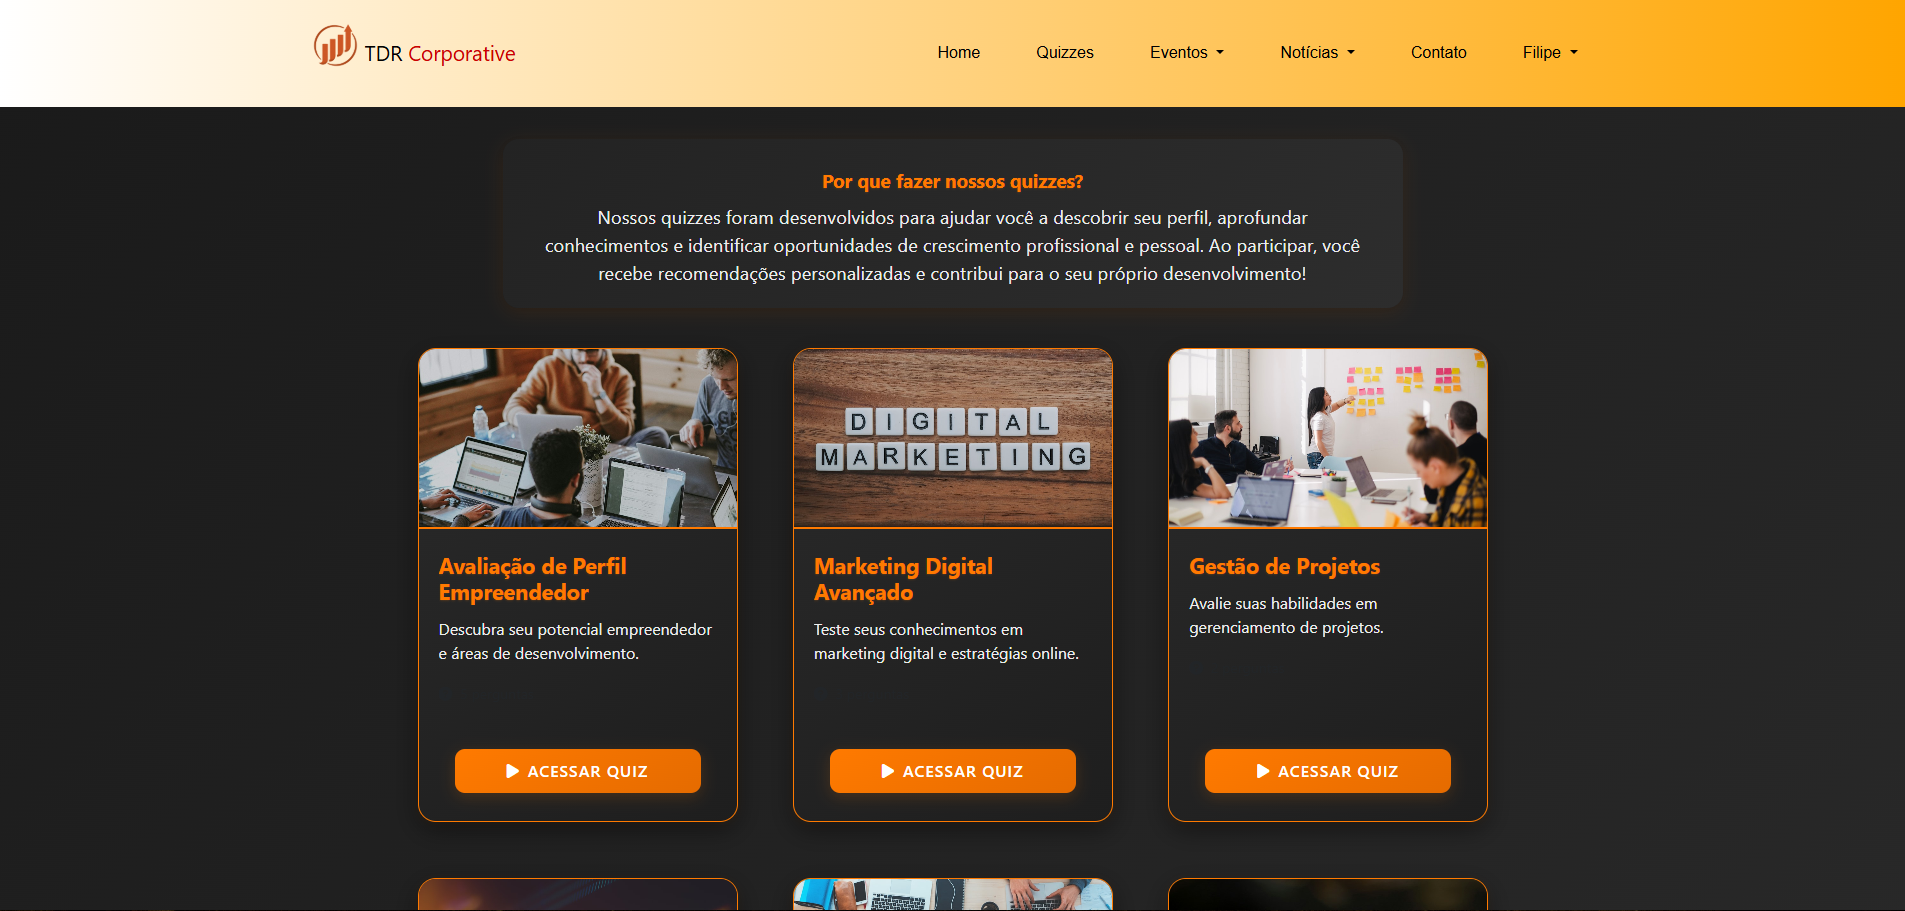 TDR Corporative
Home
Quizzes
Eventos
Notícias
Contato
Filipe
Por que fazer nossos quizzes?
Nossos quizzes foram desenvolvidos para ajudar você a descobrir seu perfil, aprofundar
conhecimentos e identificar oportunidades de crescimento profissional e pessoal. Ao participar, você
recebe recomendações personalizadas e contribui para o seu próprio desenvolvimento!
DIGITAL
MARKETING
Avaliação de Perfil
Empreendedor
Descubra seu potencial empreendedor
e áreas de desenvolvimento.
ACESSAR QUIZ
Marketing Digital
Avançado
Teste seus conhecimentos em
marketing digital e estratégias online.
ACESSAR QUIZ
Gestão de Projetos
Avalie suas habilidades em
gerenciamento de projetos.
ACESSAR QUIZ